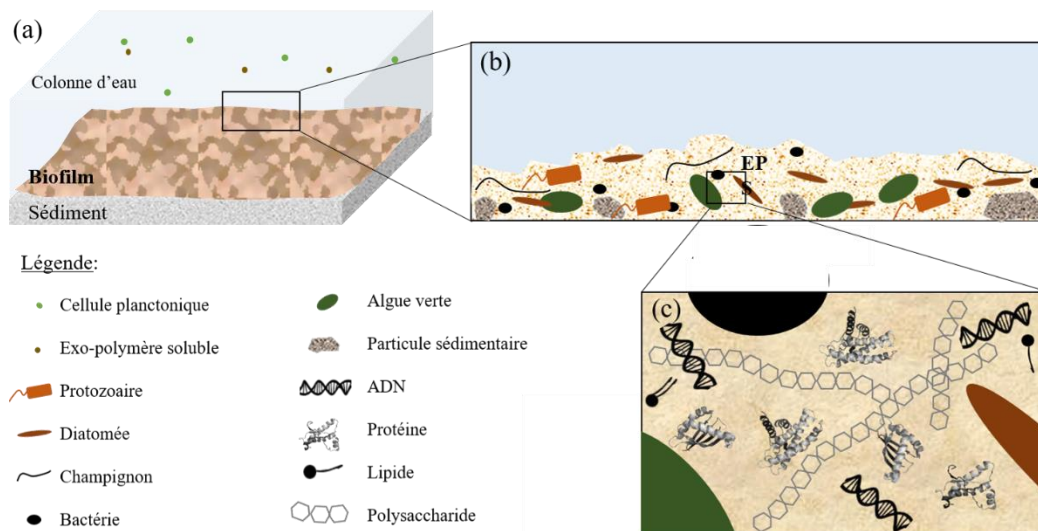 (a)
Colonne d'eau
Biofilm
Sédiment
(b)
EP
S
Légende:
Cellule planctonique
Exo-polymère soluble
Protozoaire
Diatomée
Champignon
Bactérie
Algue verte
Particule sédimentaire
ADN
Protéine
Lipide
Polysaccharide
(c)